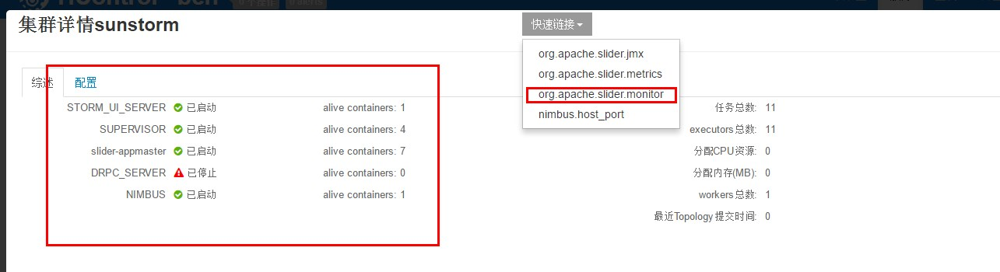 集群详情sunstorm
快速链接
org.apache.slider.jmx
org.apache.slider.metrics
org.apache.slider.monitor
nimbus.host_port
综述 配置
STORM_UI_SERVER 已启动 alive containers: 1
SUPERVISOR 已启动 alive containers: 4
slider-appmaster 已启动 alive containers: 7
DRPC_SERVER 已停止 alive containers: 0
NIMBUS 已启动 alive containers: 1
任务总数: 11
executors总数: 11
分配CPU资源: 0
分配内存(MB): 0
workers总数: 1
最近Topology提交时间: 0